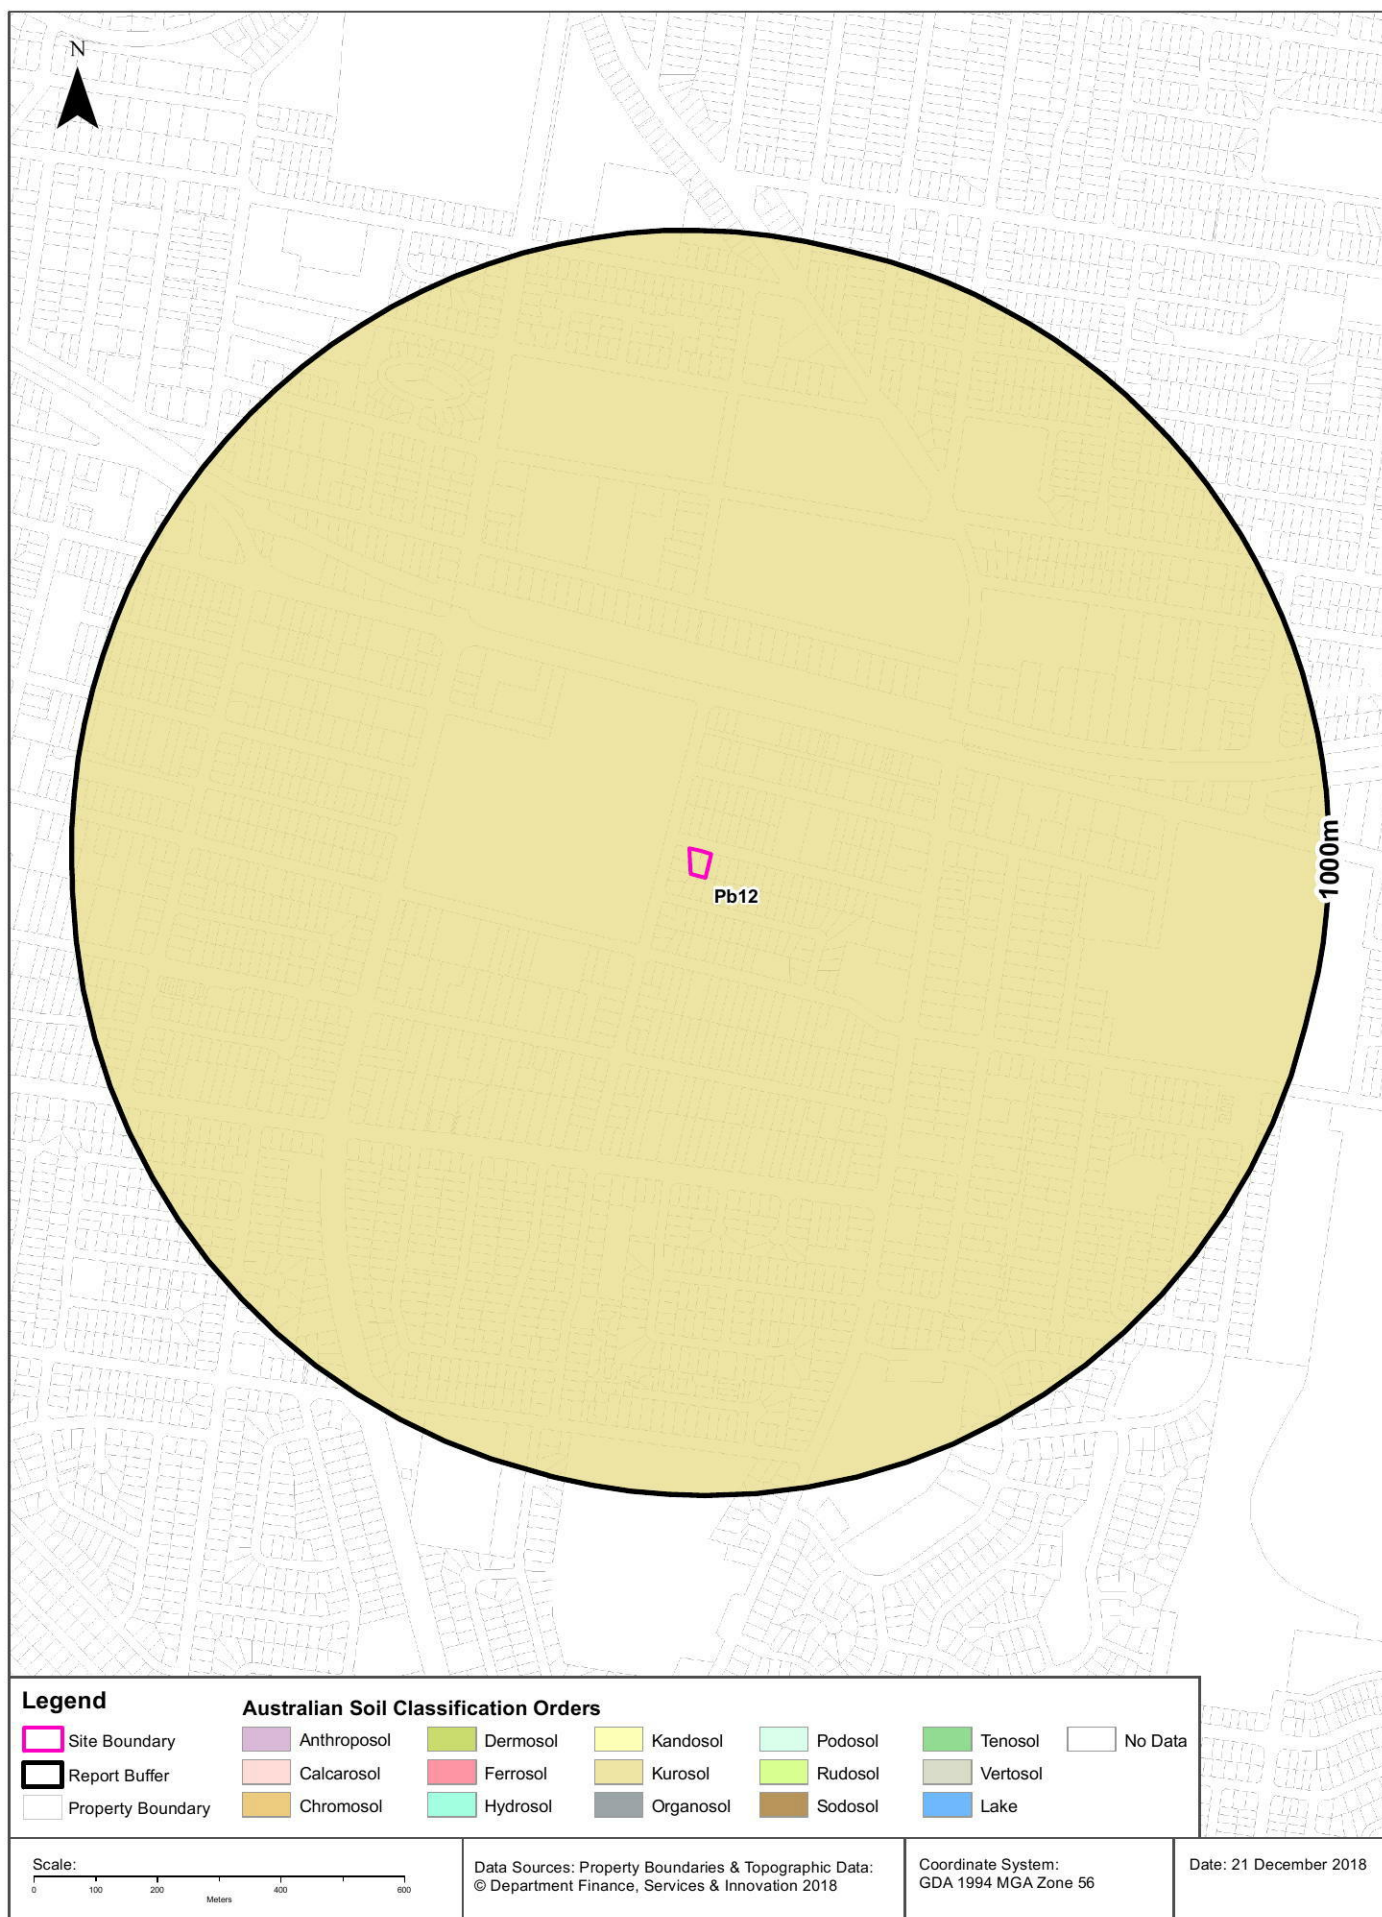 N
1000m
Pb12
Legend
Site Boundary
Report Buffer
Property Boundary
Australian Soil Classification Orders
Anthroposol
Calcarosol
Chromosol
Dermosol
Ferrosol
Hydrosol
Kandosol
Kurosol
Organosol
Podosol
Rudosol
Sodosol
Tenosol
Vertosol
Lake
No Data
Scale:
0 100 200 400 600
Meters
Data Sources: Property Boundaries & Topographic Data:
© Department Finance, Services & Innovation 2018
Coordinate System:
GDA 1994 MGA Zone 56
Date: 21 December 2018